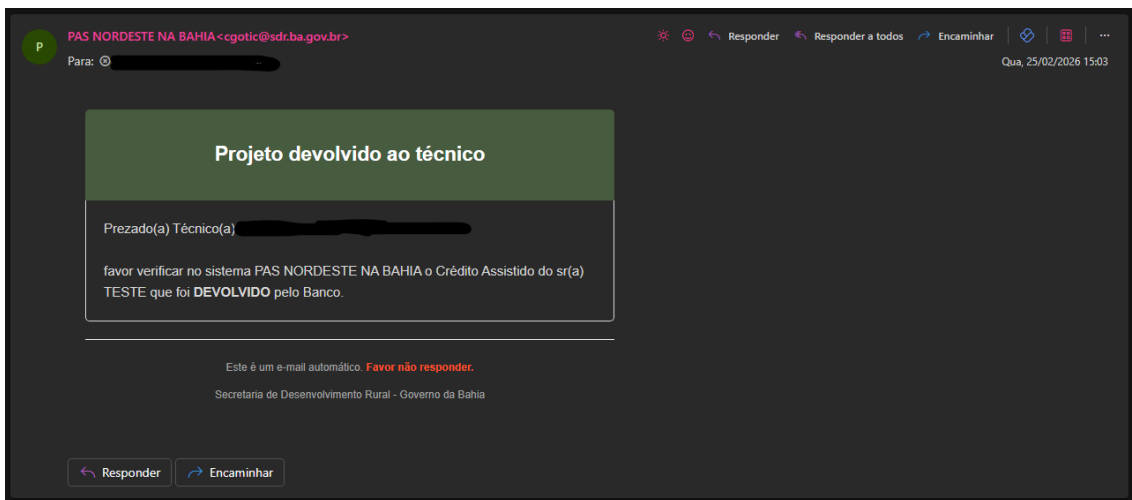 P
PAS NORDESTE NA BAHIA<cgotic@sdr.ba.gov.br>
Responder
Responder a todos
Encaminhar
Para:
Qua, 25/02/2026 15:03
Projeto devolvido ao técnico
Prezado(a) Técnico(a)
favor verificar no sistema PAS NORDESTE NA BAHIA o Crédito Assistido do sr(a)
TESTE que foi DEVOLVIDO pelo Banco.
Este é um e-mail automático. Favor não responder.
Secretaria de Desenvolvimento Rural - Governo da Bahia
Responder
Encaminhar